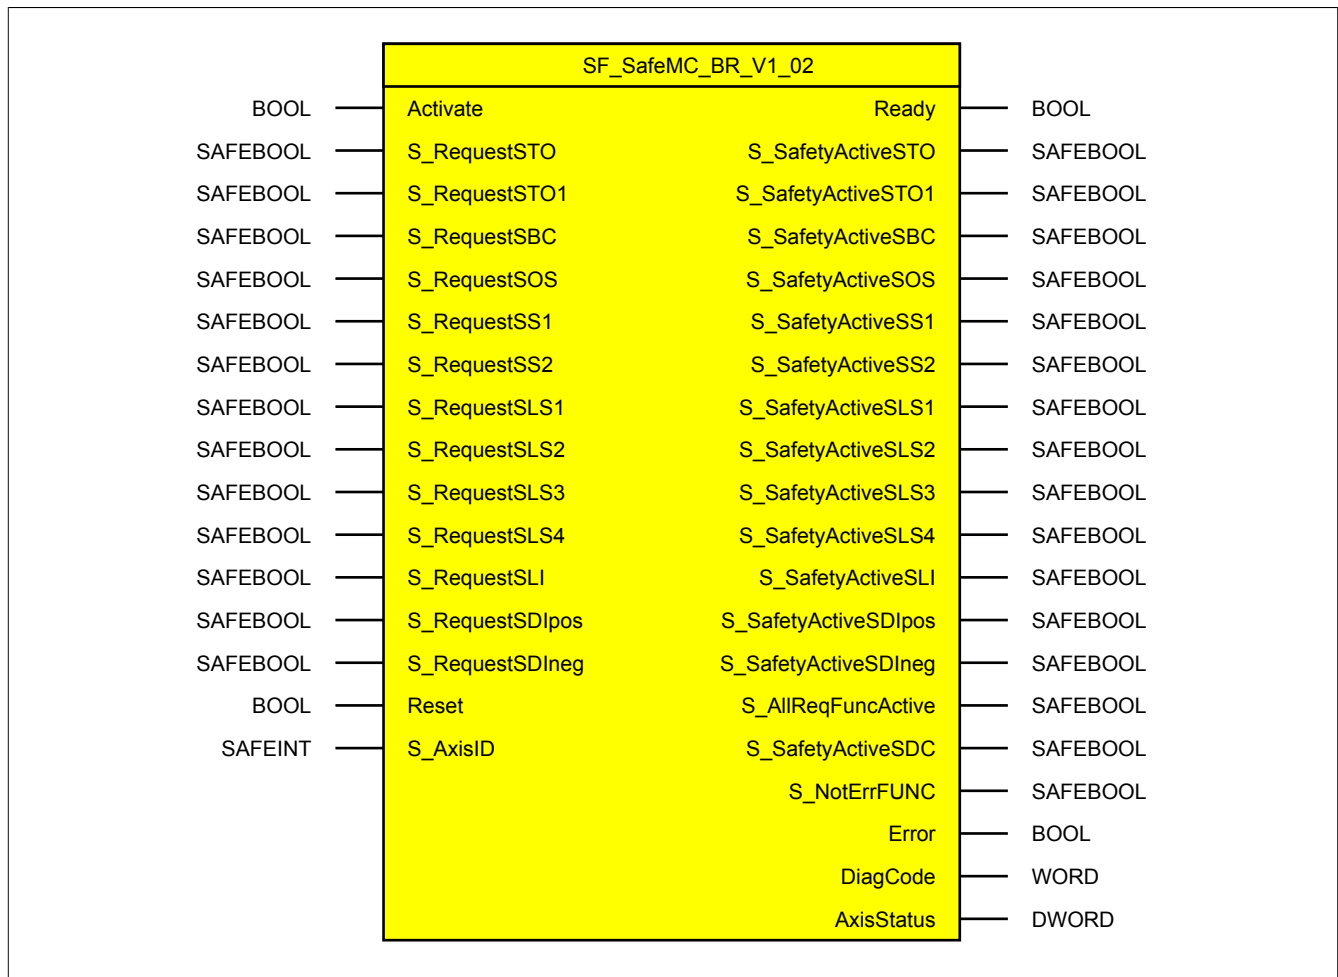 SF_SafeMC_BR_V1_02
BOOL Activate Ready BOOL
SAFEBOOL S_RequestSTO S_SafetyActiveSTO SAFEBOOL
SAFEBOOL S_RequestSTO1 S_SafetyActiveSTO1 SAFEBOOL
SAFEBOOL S_RequestSBC S_SafetyActiveSBC SAFEBOOL
SAFEBOOL S_RequestSOS S_SafetyActiveSOS SAFEBOOL
SAFEBOOL S_RequestSS1 S_SafetyActiveSS1 SAFEBOOL
SAFEBOOL S_RequestSS2 S_SafetyActiveSS2 SAFEBOOL
SAFEBOOL S_RequestSLS1 S_SafetyActiveSLS1 SAFEBOOL
SAFEBOOL S_RequestSLS2 S_SafetyActiveSLS2 SAFEBOOL
SAFEBOOL S_RequestSLS3 S_SafetyActiveSLS3 SAFEBOOL
SAFEBOOL S_RequestSLS4 S_SafetyActiveSLS4 SAFEBOOL
SAFEBOOL S_RequestSLI S_SafetyActiveSLI SAFEBOOL
SAFEBOOL S_RequestSDIpos S_SafetyActiveSDIpos SAFEBOOL
SAFEBOOL S_RequestSDIneg S_SafetyActiveSDIneg SAFEBOOL
BOOL Reset S_AllReqFuncActive SAFEBOOL
SAFEINT S_AxisID S_SafetyActiveSDC SAFEBOOL
S_NotErrFUNC SAFEBOOL
Error BOOL
DiagCode WORD
AxisStatus DWORD